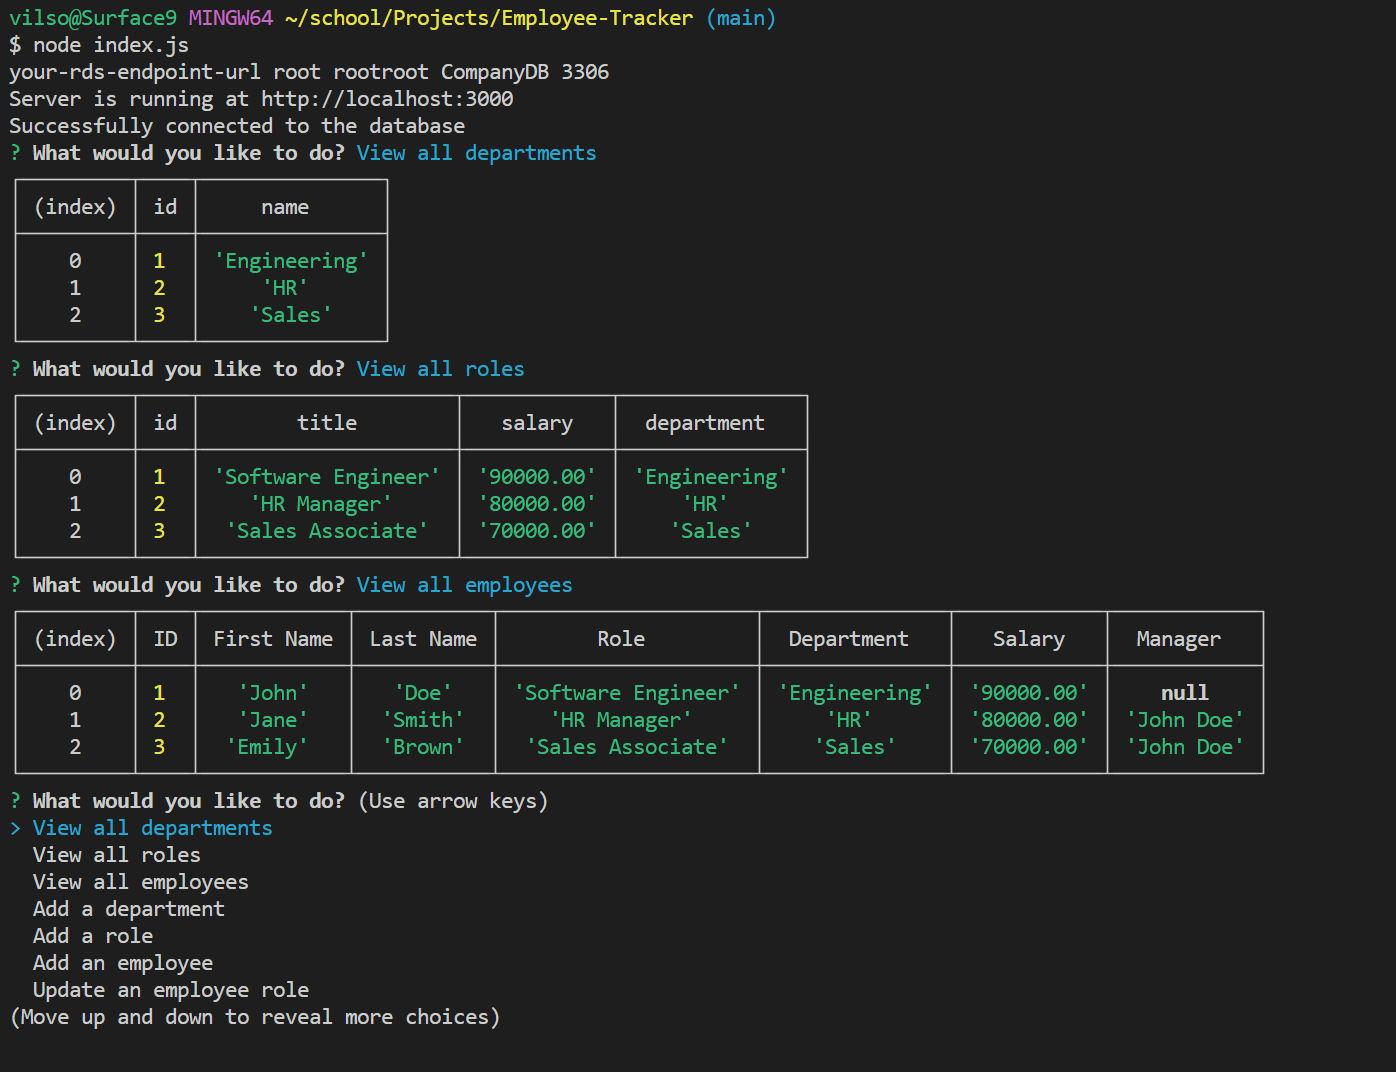 vilso@Surface9 MINGW64 ~/school/Projects/Employee-Tracker (main)
$ node index.js
your-rds-endpoint-url root rootroot CompanyDB 3306
Server is running at http://localhost:3000
Successfully connected to the database
? What would you like to do? View all departments
(index) id name
0 1 'Engineering'
1 2 'HR'
2 3 'Sales'
? What would you like to do? View all roles
(index) id title salary department
0 1 'Software Engineer' '90000.00' 'Engineering'
1 2 'HR Manager' '80000.00' 'HR'
2 3 'Sales Associate' '70000.00' 'Sales'
? What would you like to do? View all employees
(index) ID First Name Last Name Role Department Salary Manager
0 1 'John' 'Doe' 'Software Engineer' 'Engineering' '90000.00' null
1 2 'Jane' 'Smith' 'HR Manager' 'HR' '80000.00' 'John Doe'
2 3 'Emily' 'Brown' 'Sales Associate' 'Sales' '70000.00' 'John Doe'
? What would you like to do? (Use arrow keys)
> View all departments
View all roles
View all employees
Add a department
Add a role
Add an employee
Update an employee role
(Move up and down to reveal more choices)